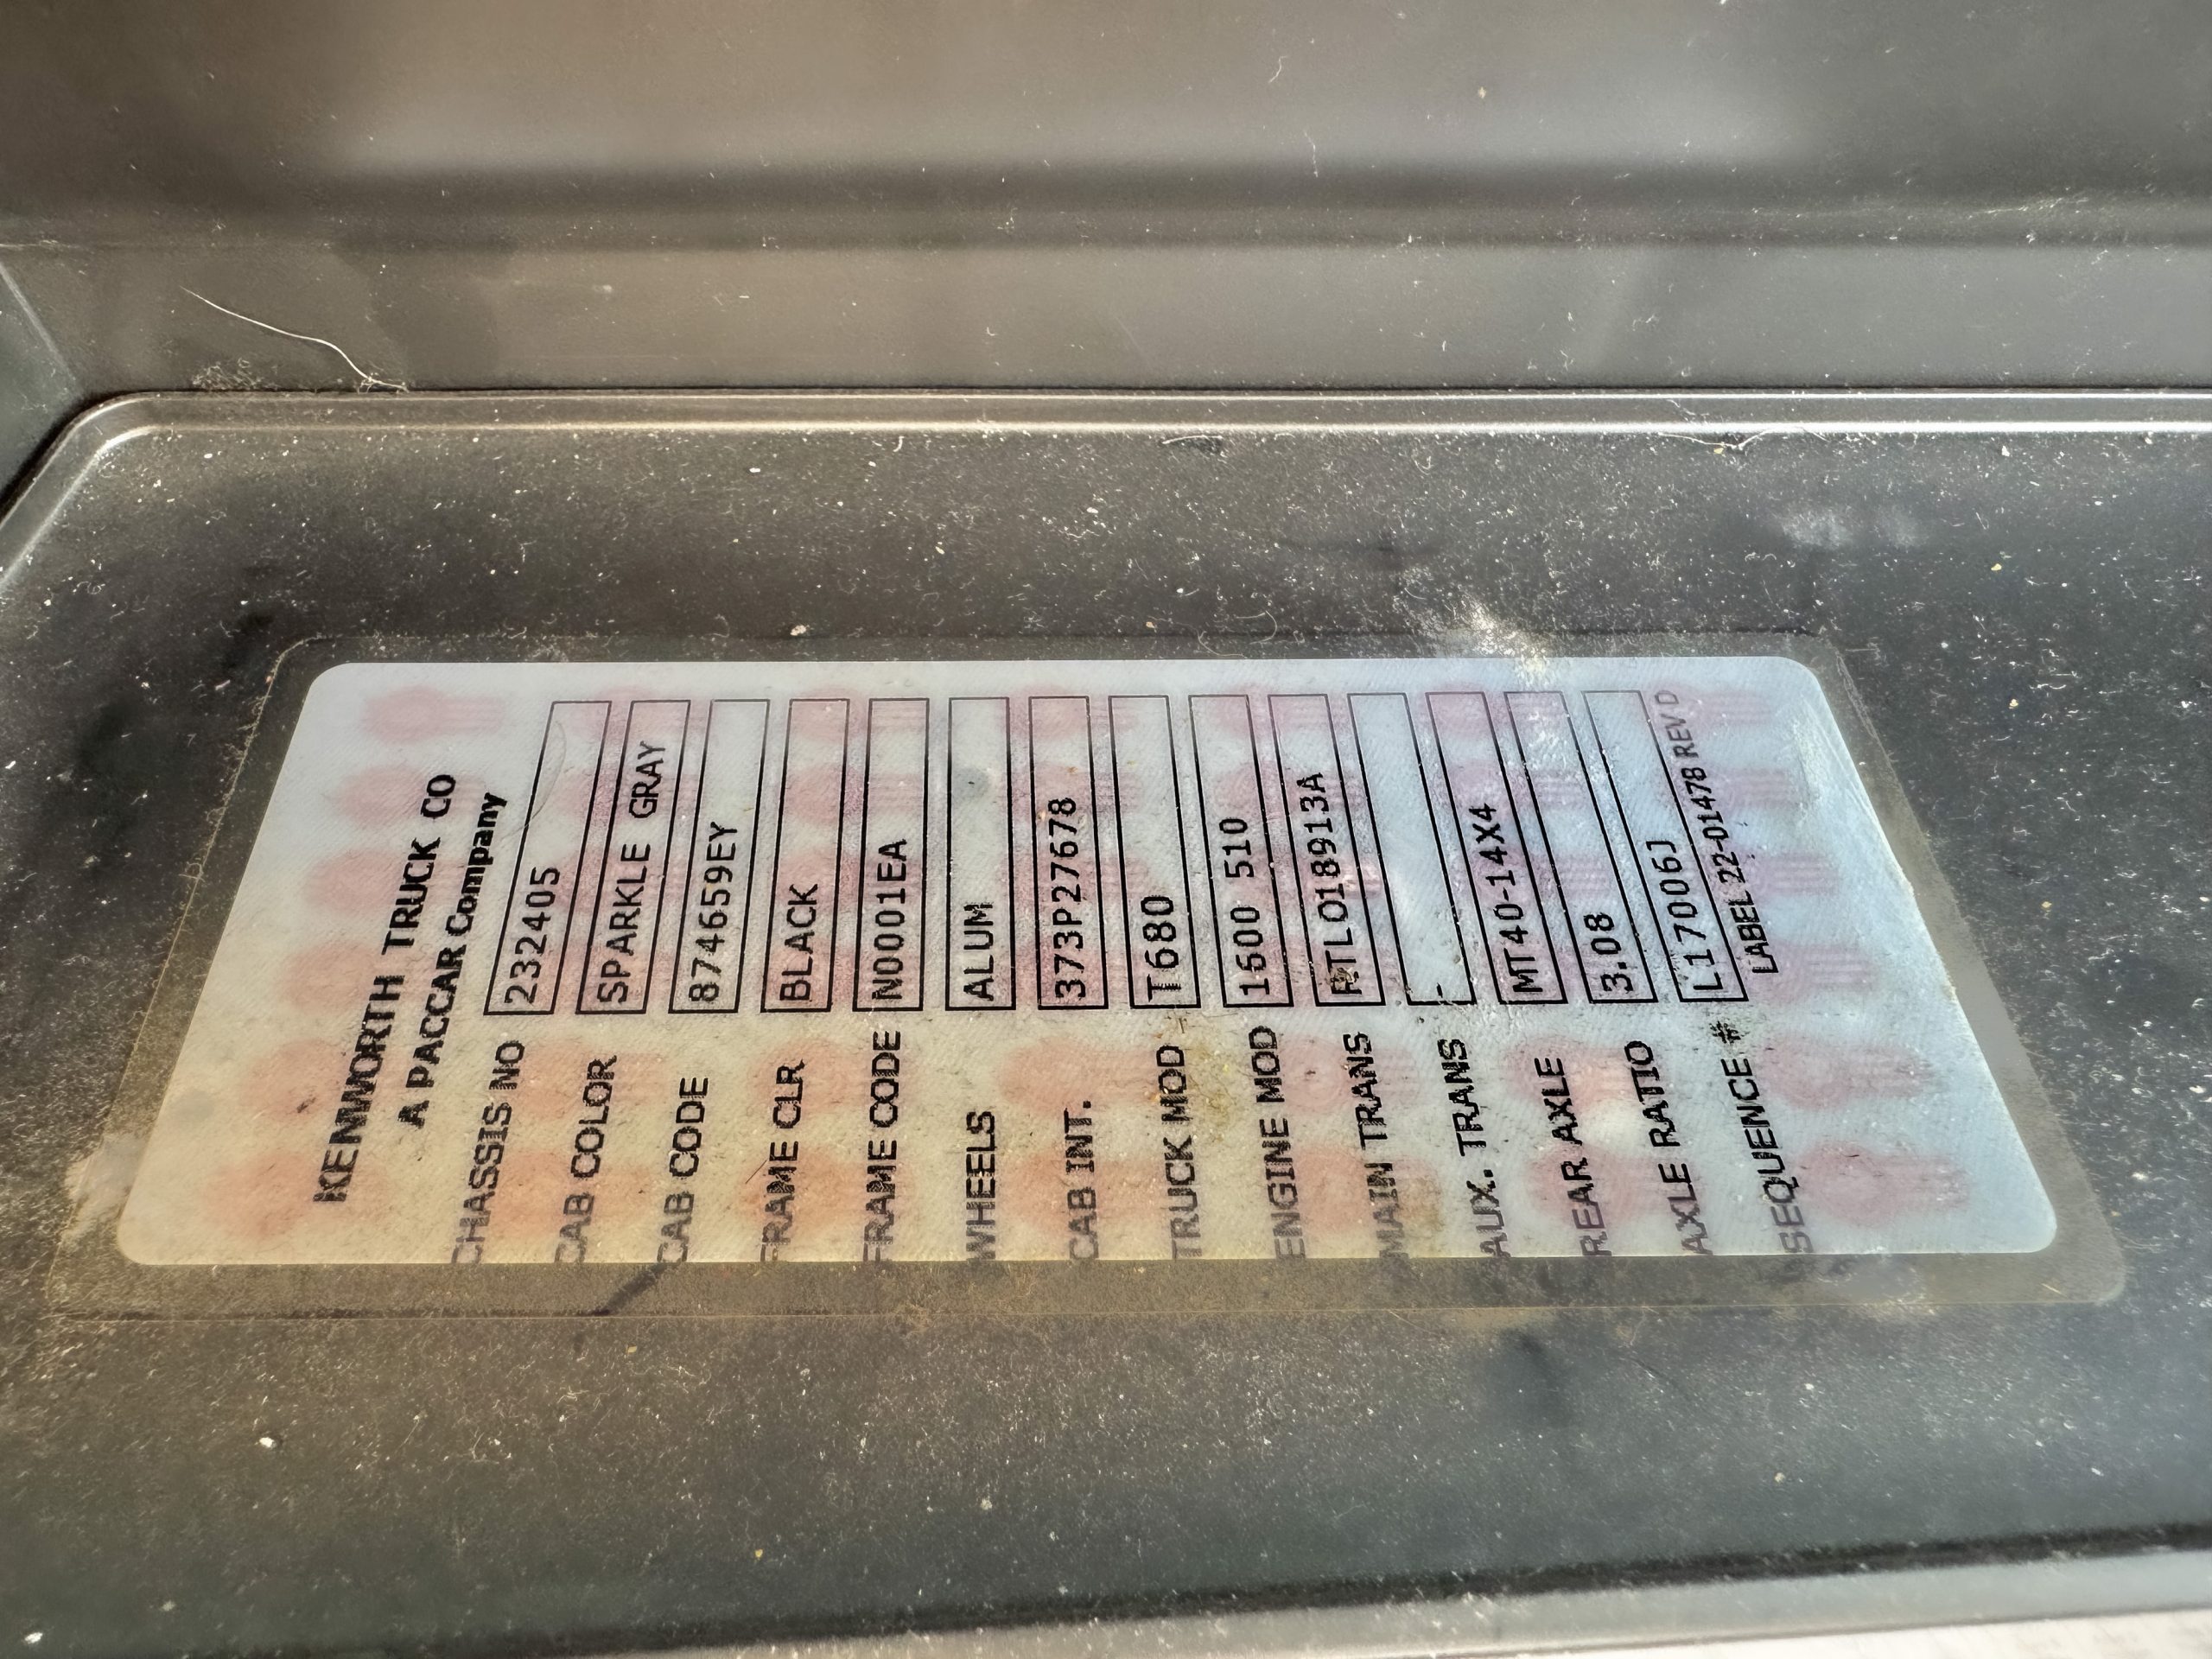 KENWORTH TRUCK CO
A PACCAR Company
CHASSIS NO 232405
CAB COLOR SPARKLE GRAY
CAB CODE 874659EY
FRAME CLR BLACK
FRAME CODE N0001EA
WHEELS ALUM
CAB INT. 373P27678
TRUCK MOD T680
ENGINE MOD 1600 510
MAIN TRANS RTLO18913A
AUX. TRANS
REAR AXLE MT40-14X4
AXLE RATIO 3.08
SEQUENCE # L170006J
LABEL 22-01478 REV D